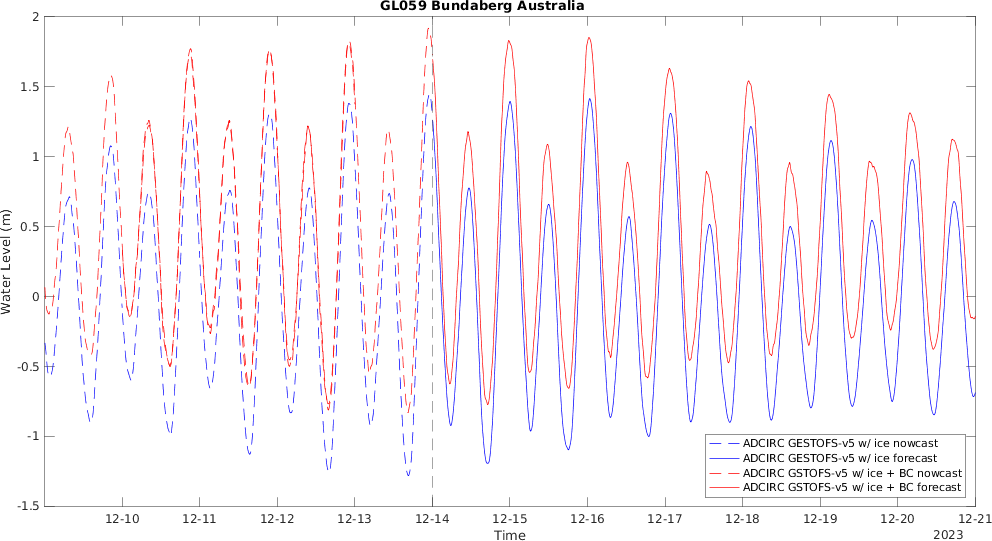 GL059 Bundaberg Australia
2
1.5
1
0.5
0
-0.5
-1
-1.5
Water Level (m)
ADCIRC GESTOFS-v5 w/ ice nowcast
ADCIRC GESTOFS-v5 w/ ice forecast
ADCIRC GSTOFS-v5 w/ ice + BC nowcast
ADCIRC GSTOFS-v5 w/ ice + BC forecast
12-10 12-11 12-12 12-13 12-14 12-15 12-16 12-17 12-18 12-19 12-20 12-21
Time
2023